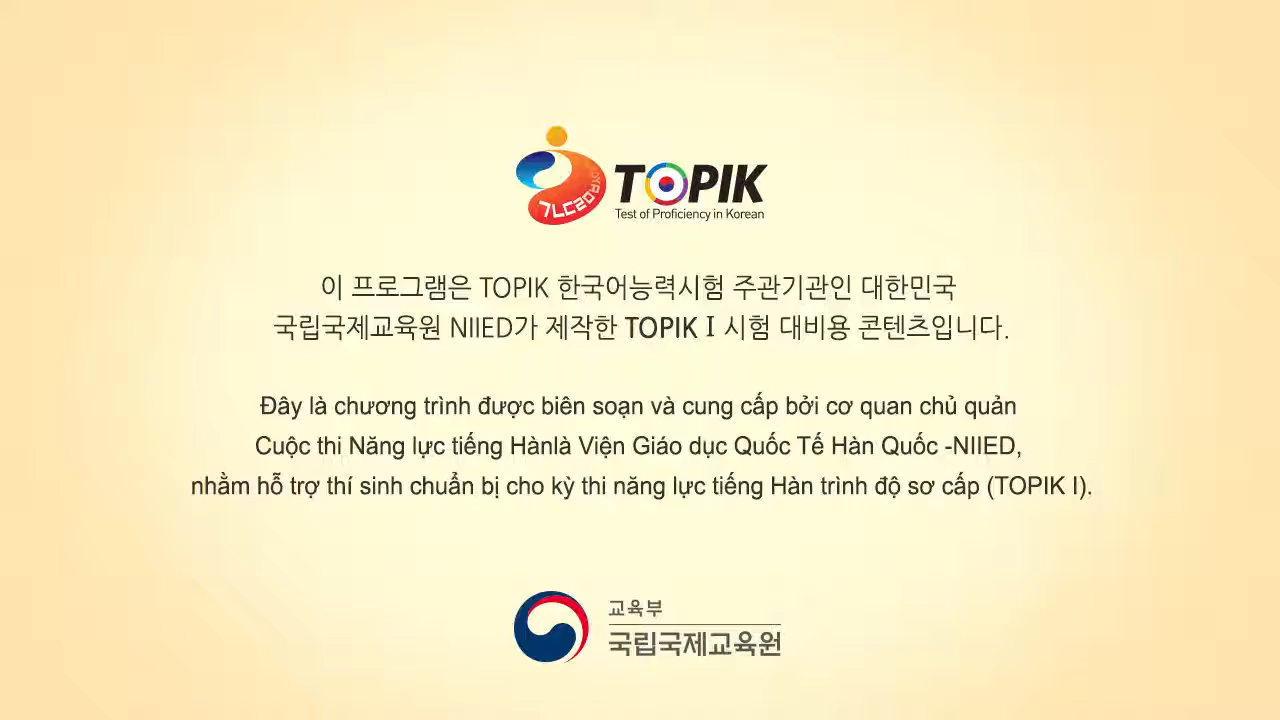 TOPIK
Test of Proficiency in Korean
이 프로그램은 TOPIK 한국어능력시험 주관기관인 대한민국
국립국제교육원 NIIED가 제작한 TOPIK Ⅰ 시험 대비용 콘텐츠입니다.
Đây là chương trình được biên soạn và cung cấp bởi cơ quan chủ quản
Cuộc thi Năng lực tiếng Hànlà Viện Giáo dục Quốc Tế Hàn Quốc -NIIED,
nhằm hỗ trợ thí sinh chuẩn bị cho kỳ thi năng lực tiếng Hàn trình độ sơ cấp (TOPIK I).
교육부
국립국제교육원